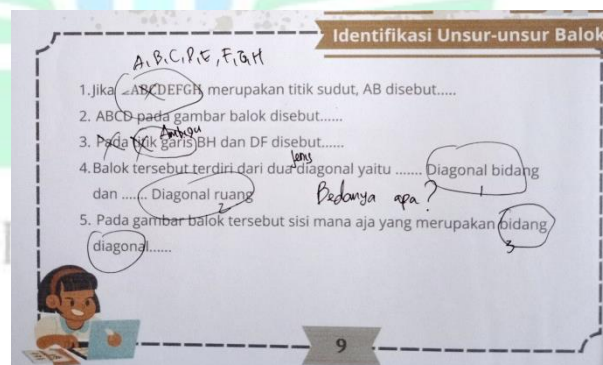 Identifikasi Unsur-unsur Balok
A, B, C, D, E, F, G, H
1.Jika ∠ABCDEFGH merupakan titik sudut, AB disebut.....
2. ABCD pada gambar balok disebut......
Ambigu
3. Pada titik garis BH dan DF disebut......
jenis
4.Balok tersebut terdiri dari dua diagonal yaitu ....... Diagonal bidang
1
dan ...... Diagonal ruang Bedanya apa?
2
5. Pada gambar balok tersebut sisi mana aja yang merupakan bidang
3
diagonal......
9